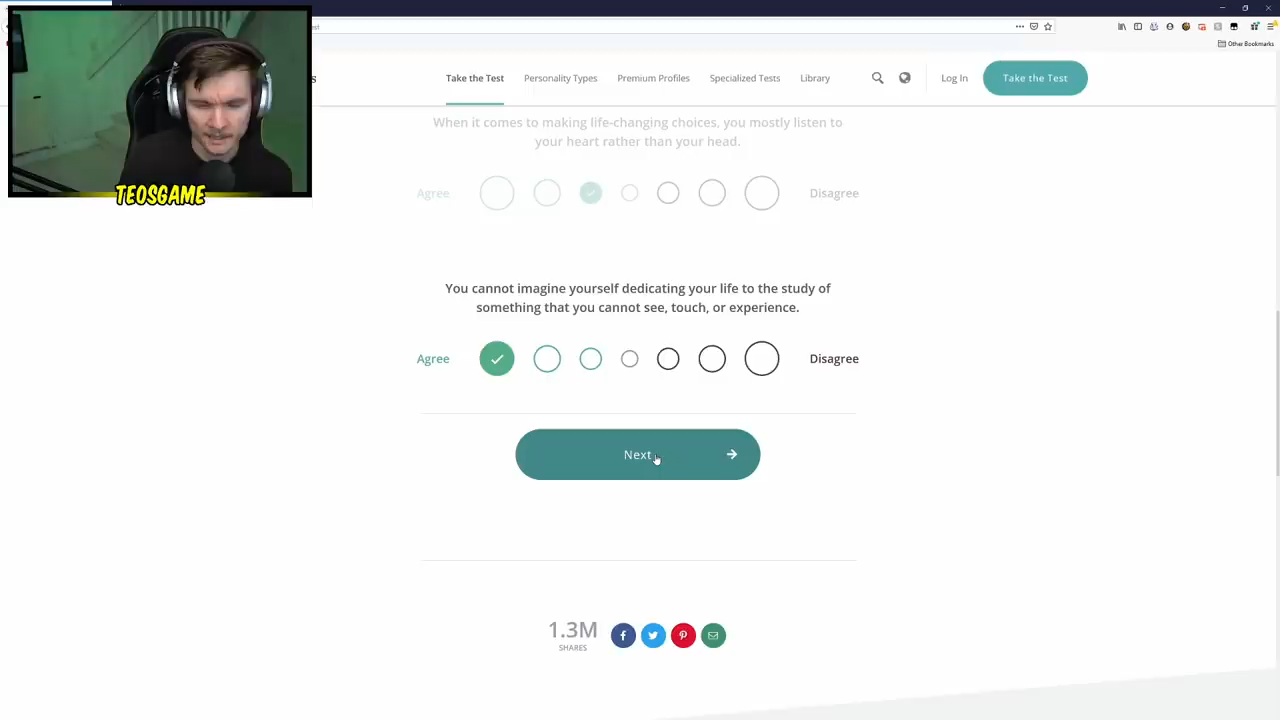 Other Bookmarks
Take the Test
Personality Types
Premium Profiles
Specialized Tests
Library
Log In
Take the Test
TEOSGAME
When it comes to making life-changing choices, you mostly listen to
your heart rather than your head.
Agree
Disagree
You cannot imagine yourself dedicating your life to the study of
something that you cannot see, touch, or experience.
Agree
Disagree
Next
1.3M
SHARES